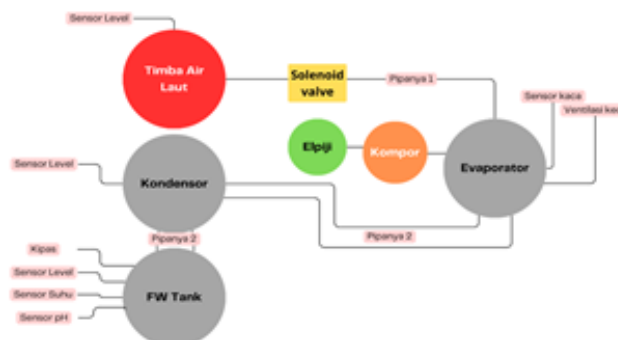 Sensor Level
Timba Air
Laut
Solenoid
valve
Pipanya 1
Sensor kaca
Ventilasi
Elpiji
Kompor
Evaporator
Sensor Level
Kondensor
Pipanya 2
Pipanya 2
Kipas
Sensor Level
Sensor Suhu
Sensor pH
FW Tank